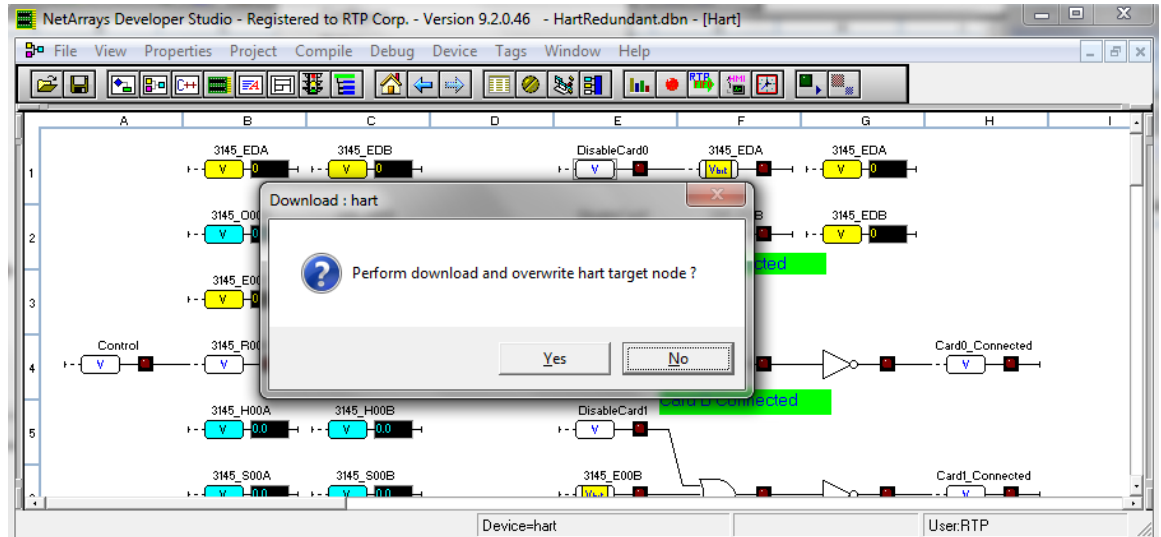 NetArrays Developer Studio - Registered to RTP Corp. - Version 9.2.0.46 - HartRedundant.dbn - [Hart]
File View Properties Project Compile Debug Device Tags Window Help
C++ RTP HMI
A B C D E F G H I
3145_EDA 3145_EDB DisableCard0 3145_EDA 3145_EDA
1 V 0 V 0 V Vbit V 0
Download : hart
3145_EDB
2 V V 0
Perform download and overwrite hart target node ?
3 V
Yes No
Control Card0_Connected
4 V V V
3145_H00A 3145_H00B DisableCard1 Card B Connected
5 V 0.0 V 0.0 V
3145_S00A 3145_S00B 3145_E00B Card1_Connected
Device=hart User:RTP